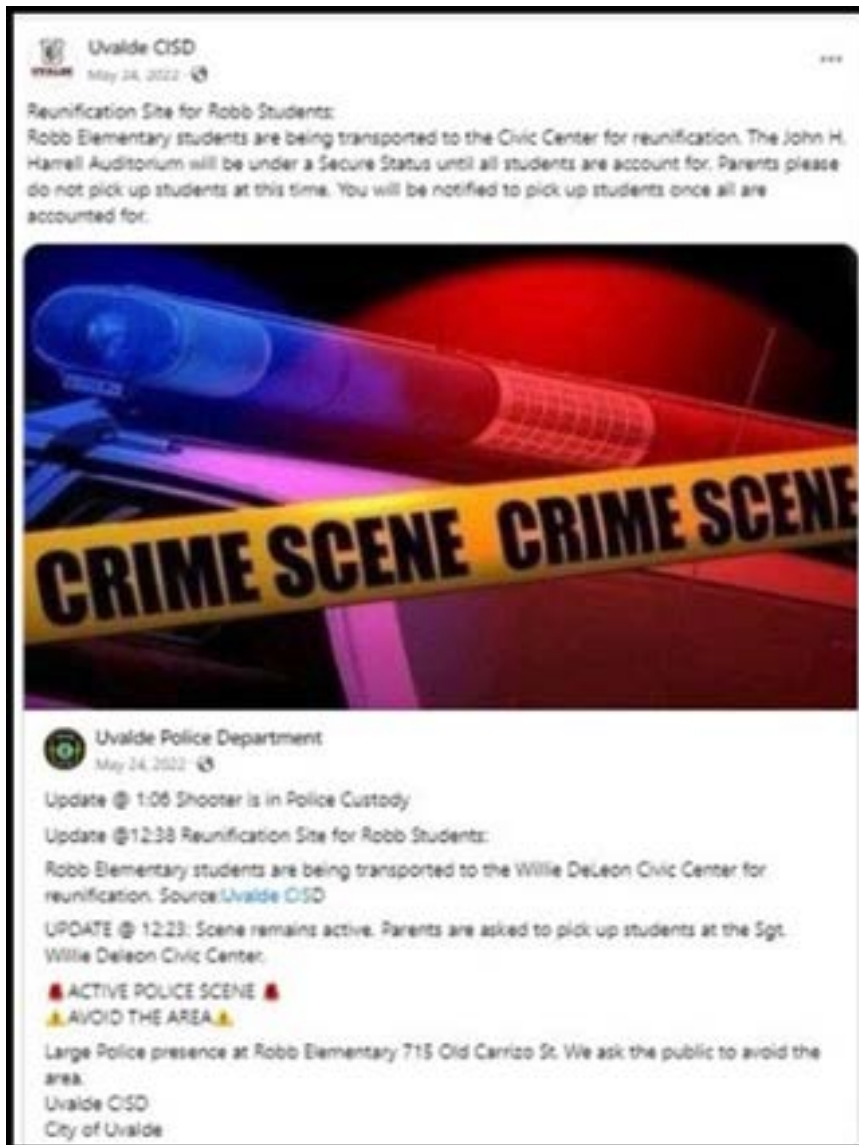 Uvalde CISD
UVALDE
May 24, 2022
Reunification Site for Robb Students:
Robb Elementary students are being transported to the Civic Center for reunification. The John H.
Harrell Auditorium will be under a Secure Status until all students are account for. Parents please
do not pick up students at this time. You will be notified to pick up students once all are
accounted for.
CRIME SCENE CRIME SCENE
Uvalde Police Department
May 24, 2022
Update @ 1:06 Shooter is in Police Custody
Update @12:38 Reunification Site for Robb Students:
Robb Elementary students are being transported to the Willie DeLeon Civic Center for
reunification. Source:Uvalde CISD
UPDATE @ 12:23: Scene remains active. Parents are asked to pick up students at the Sgt.
Willie Deleon Civic Center.
🚨ACTIVE POLICE SCENE 🚨
⚠️AVOID THE AREA⚠️
Large Police presence at Robb Elementary 715 Old Carrizo St. We ask the public to avoid the
area.
Uvalde CISD
City of Uvalde